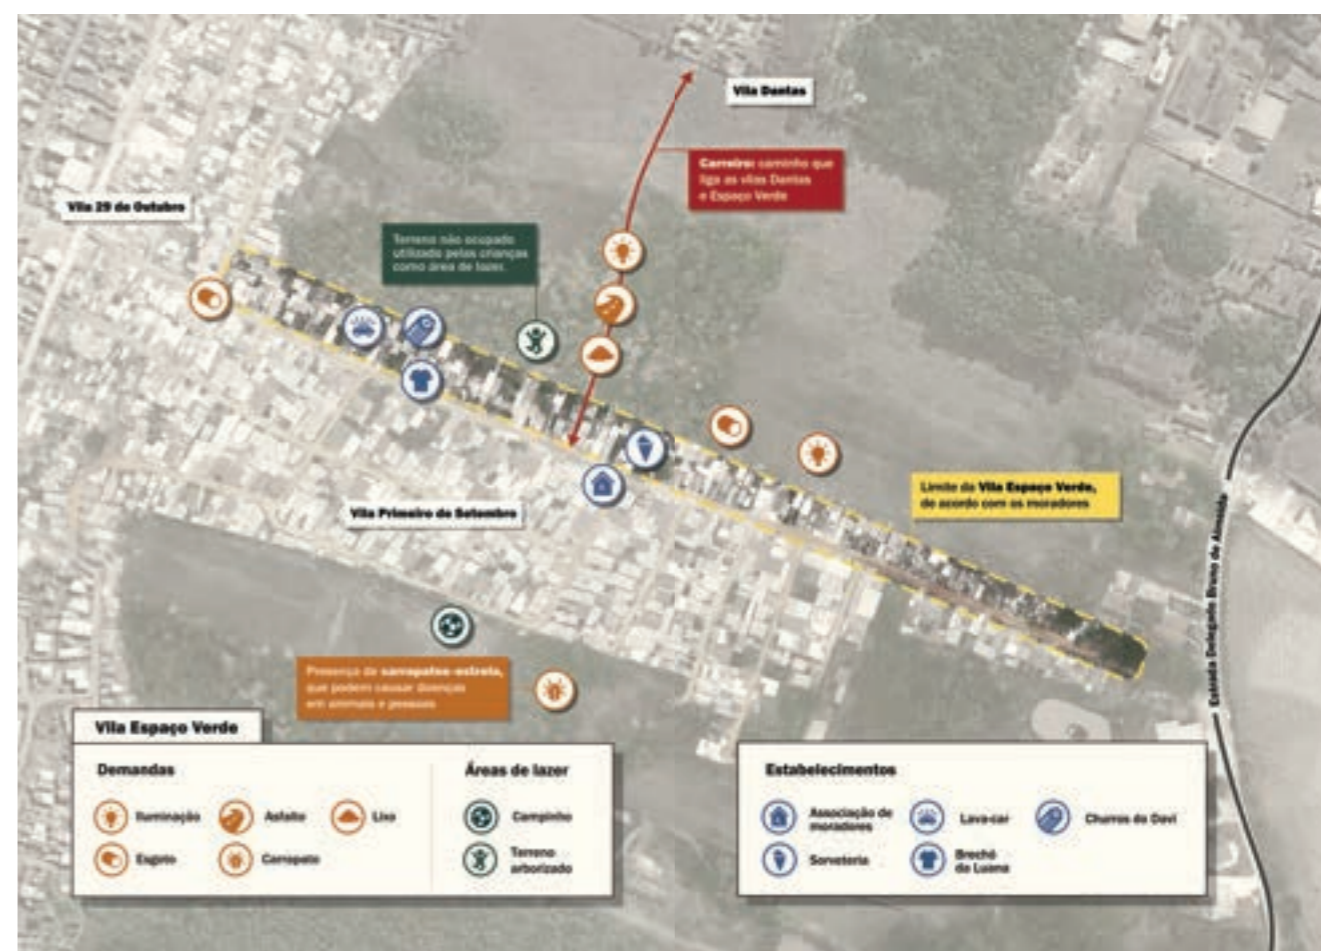 Vila Dantas
Carreiro: caminho que
liga as vilas Dantas
e Espaço Verde
Vila 29 de Outubro
Terreno não ocupado
utilizado pelas crianças
como área de lazer.
Limite da Vila Espaço Verde,
de acordo com os moradores
Vila Primeiro de Setembro
Estrada Delegado Bruno de Almeida
Presença de carrapatos-estrela,
que podem causar doenças
em animais e pessoas
Vila Espaço Verde
Demandas
Iluminação
Asfalto
Lixo
Esgoto
Carrapato
Áreas de lazer
Campinho
Terreno
arborizado
Estabelecimentos
Associação de
moradores
Lava-car
Churros do Davi
Sorveteria
Brechó
da Luana